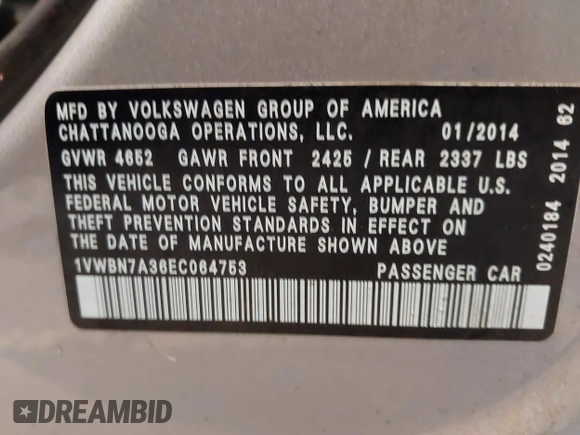 MFD BY VOLKSWAGEN GROUP OF AMERICA
CHATTANOOGA OPERATIONS, LLC. 01/2014
GVWR 4652 GAWR FRONT 2425 / REAR 2337 LBS
THIS VEHICLE CONFORMS TO ALL APPLICABLE U.S.
FEDERAL MOTOR VEHICLE SAFETY, BUMPER AND
THEFT PREVENTION STANDARDS IN EFFECT ON
THE DATE OF MANUFACTURE SHOWN ABOVE
1VWBN7A36EC064753 PASSENGER CAR
0240184 2014 62
DREAMBID